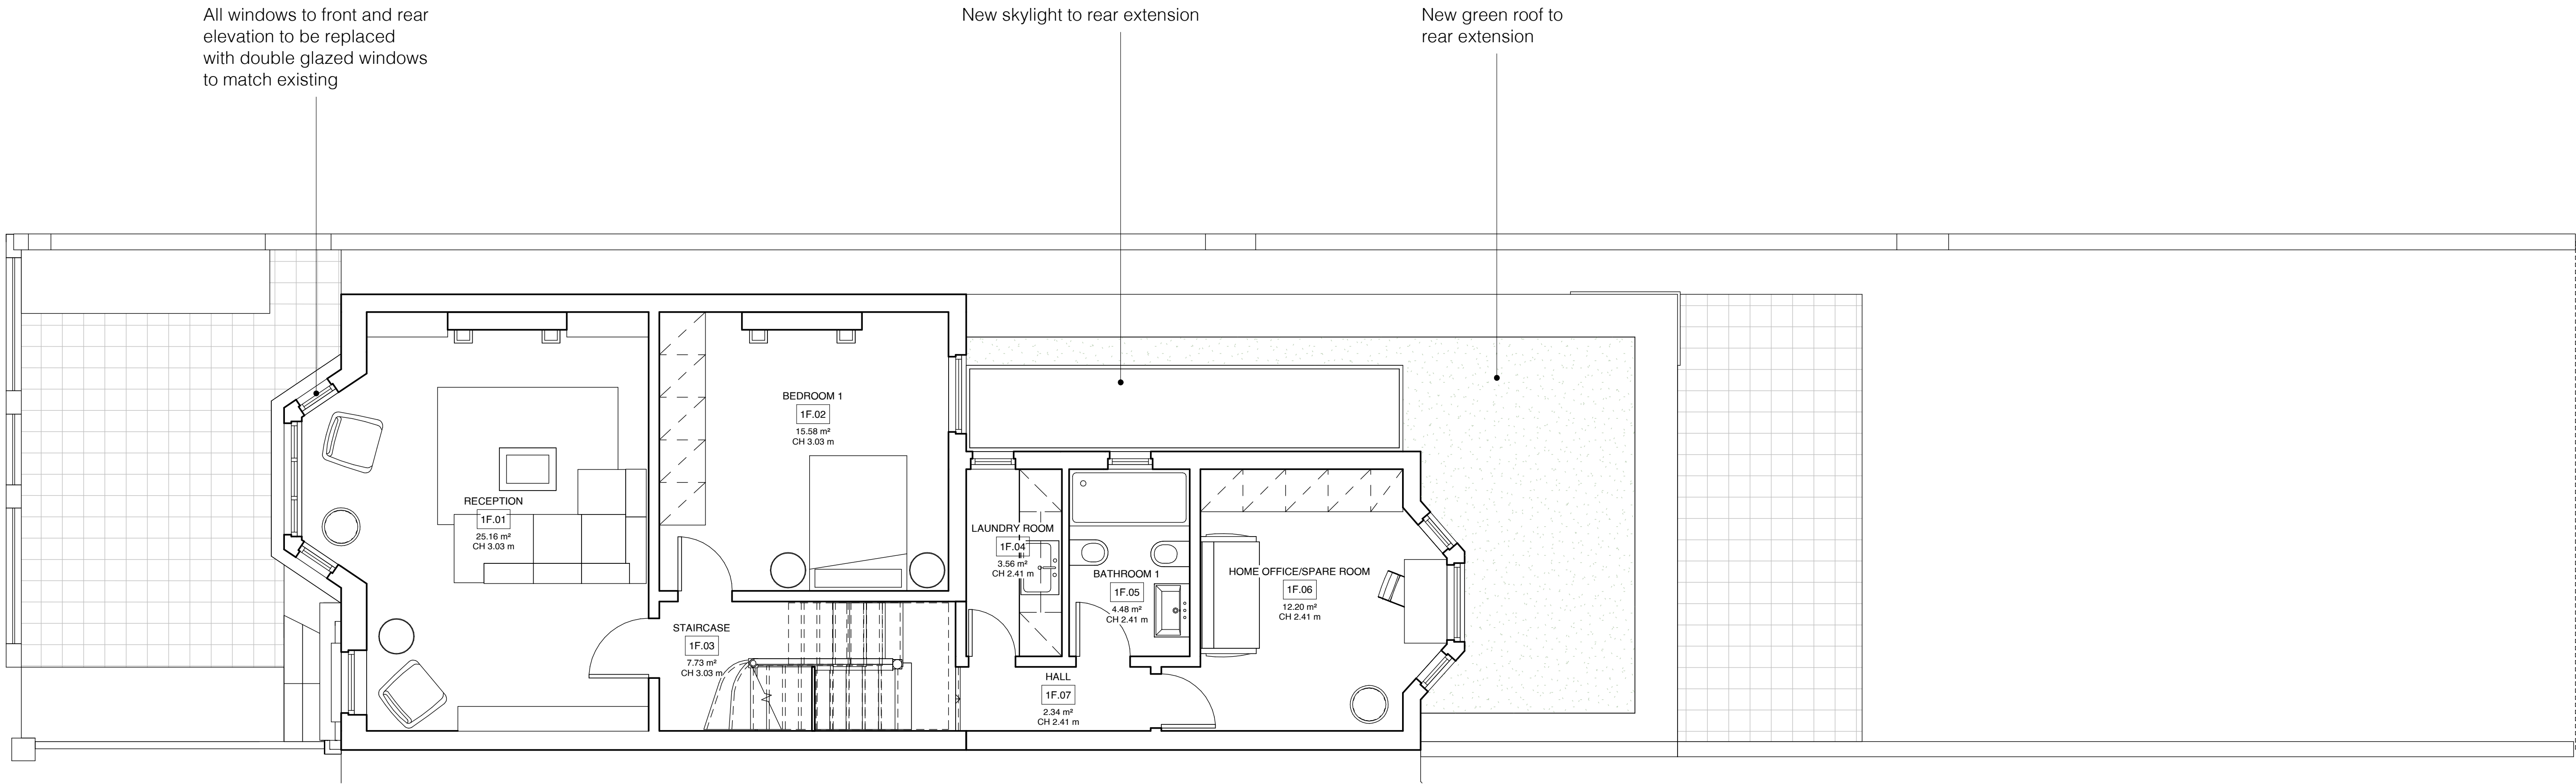 All windows to front and rear
elevation to be replaced
with double glazed windows
to match existing
New skylight to rear extension
New green roof to
rear extension
RECEPTION
1F.01
25.16 m²
CH 3.03 m
BEDROOM 1
1F.02
15.58 m²
CH 3.03 m
STAIRCASE
1F.03
7.73 m²
CH 3.03 m
LAUNDRY ROOM
1F.04
3.56 m²
CH 2.41 m
BATHROOM 1
1F.05
4.48 m²
CH 2.41 m
HOME OFFICE/SPARE ROOM
1F.06
12.20 m²
CH 2.41 m
HALL
1F.07
2.34 m²
CH 2.41 m